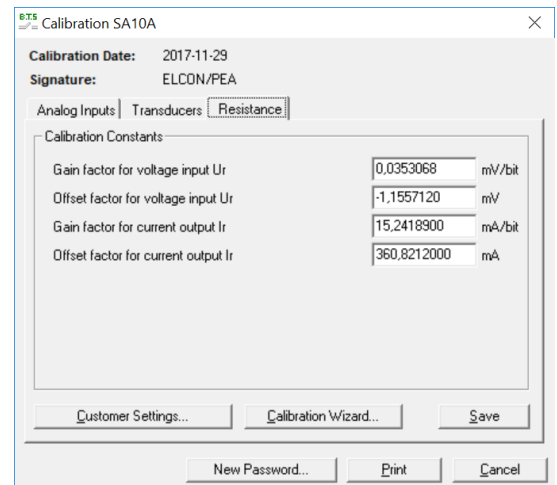 B.T.S Calibration SA10A
Calibration Date: 2017-11-29
Signature: ELCON/PEA
Analog Inputs Transducers Resistance
Calibration Constants
Gain factor for voltage input Ur 0,0353068 mV/bit
Offset factor for voltage input Ur -1,1557120 mV
Gain factor for current output Ir 15,2418900 mA/bit
Offset factor for current output Ir 360,8212000 mA
Customer Settings... Calibration Wizard... Save
New Password... Print Cancel